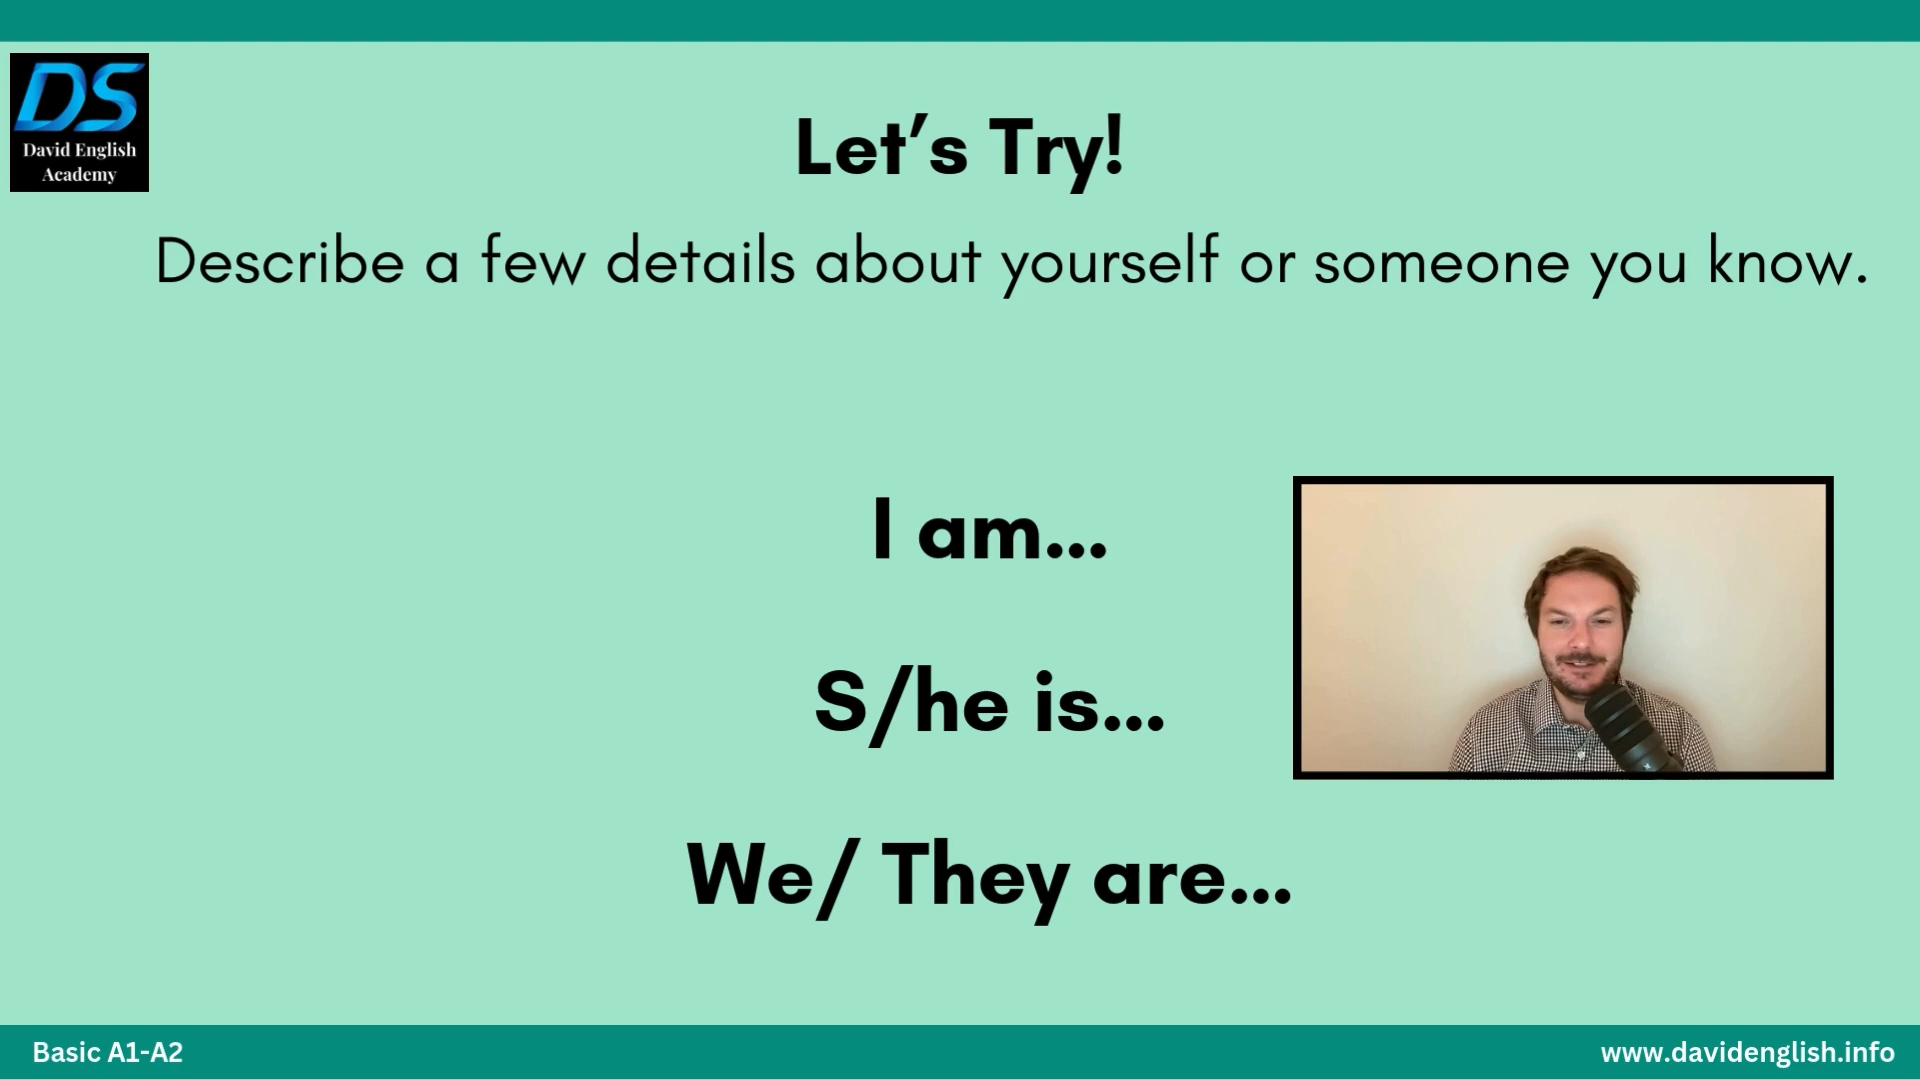 DS
David English
Academy
Let’s Try!
Describe a few details about yourself or someone you know.
I am...
S/he is...
We/ They are...
Basic A1-A2
www.davidenglish.info